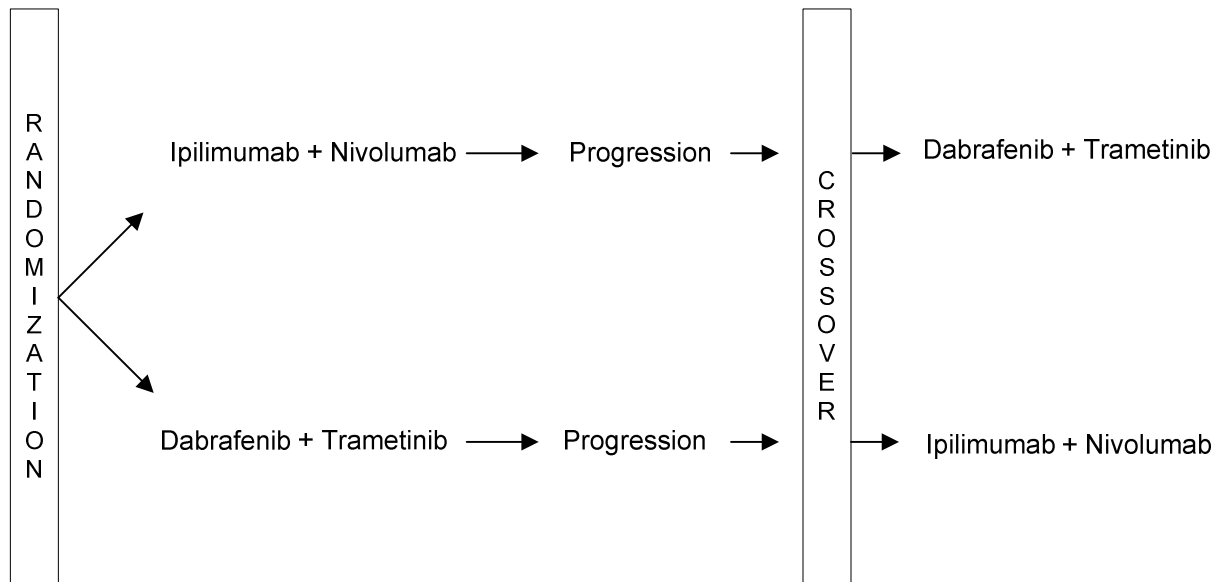 RANDOMIZATION
Ipilimumab + Nivolumab
Progression
CROSSOVER
Dabrafenib + Trametinib
Dabrafenib + Trametinib
Progression
Ipilimumab + Nivolumab